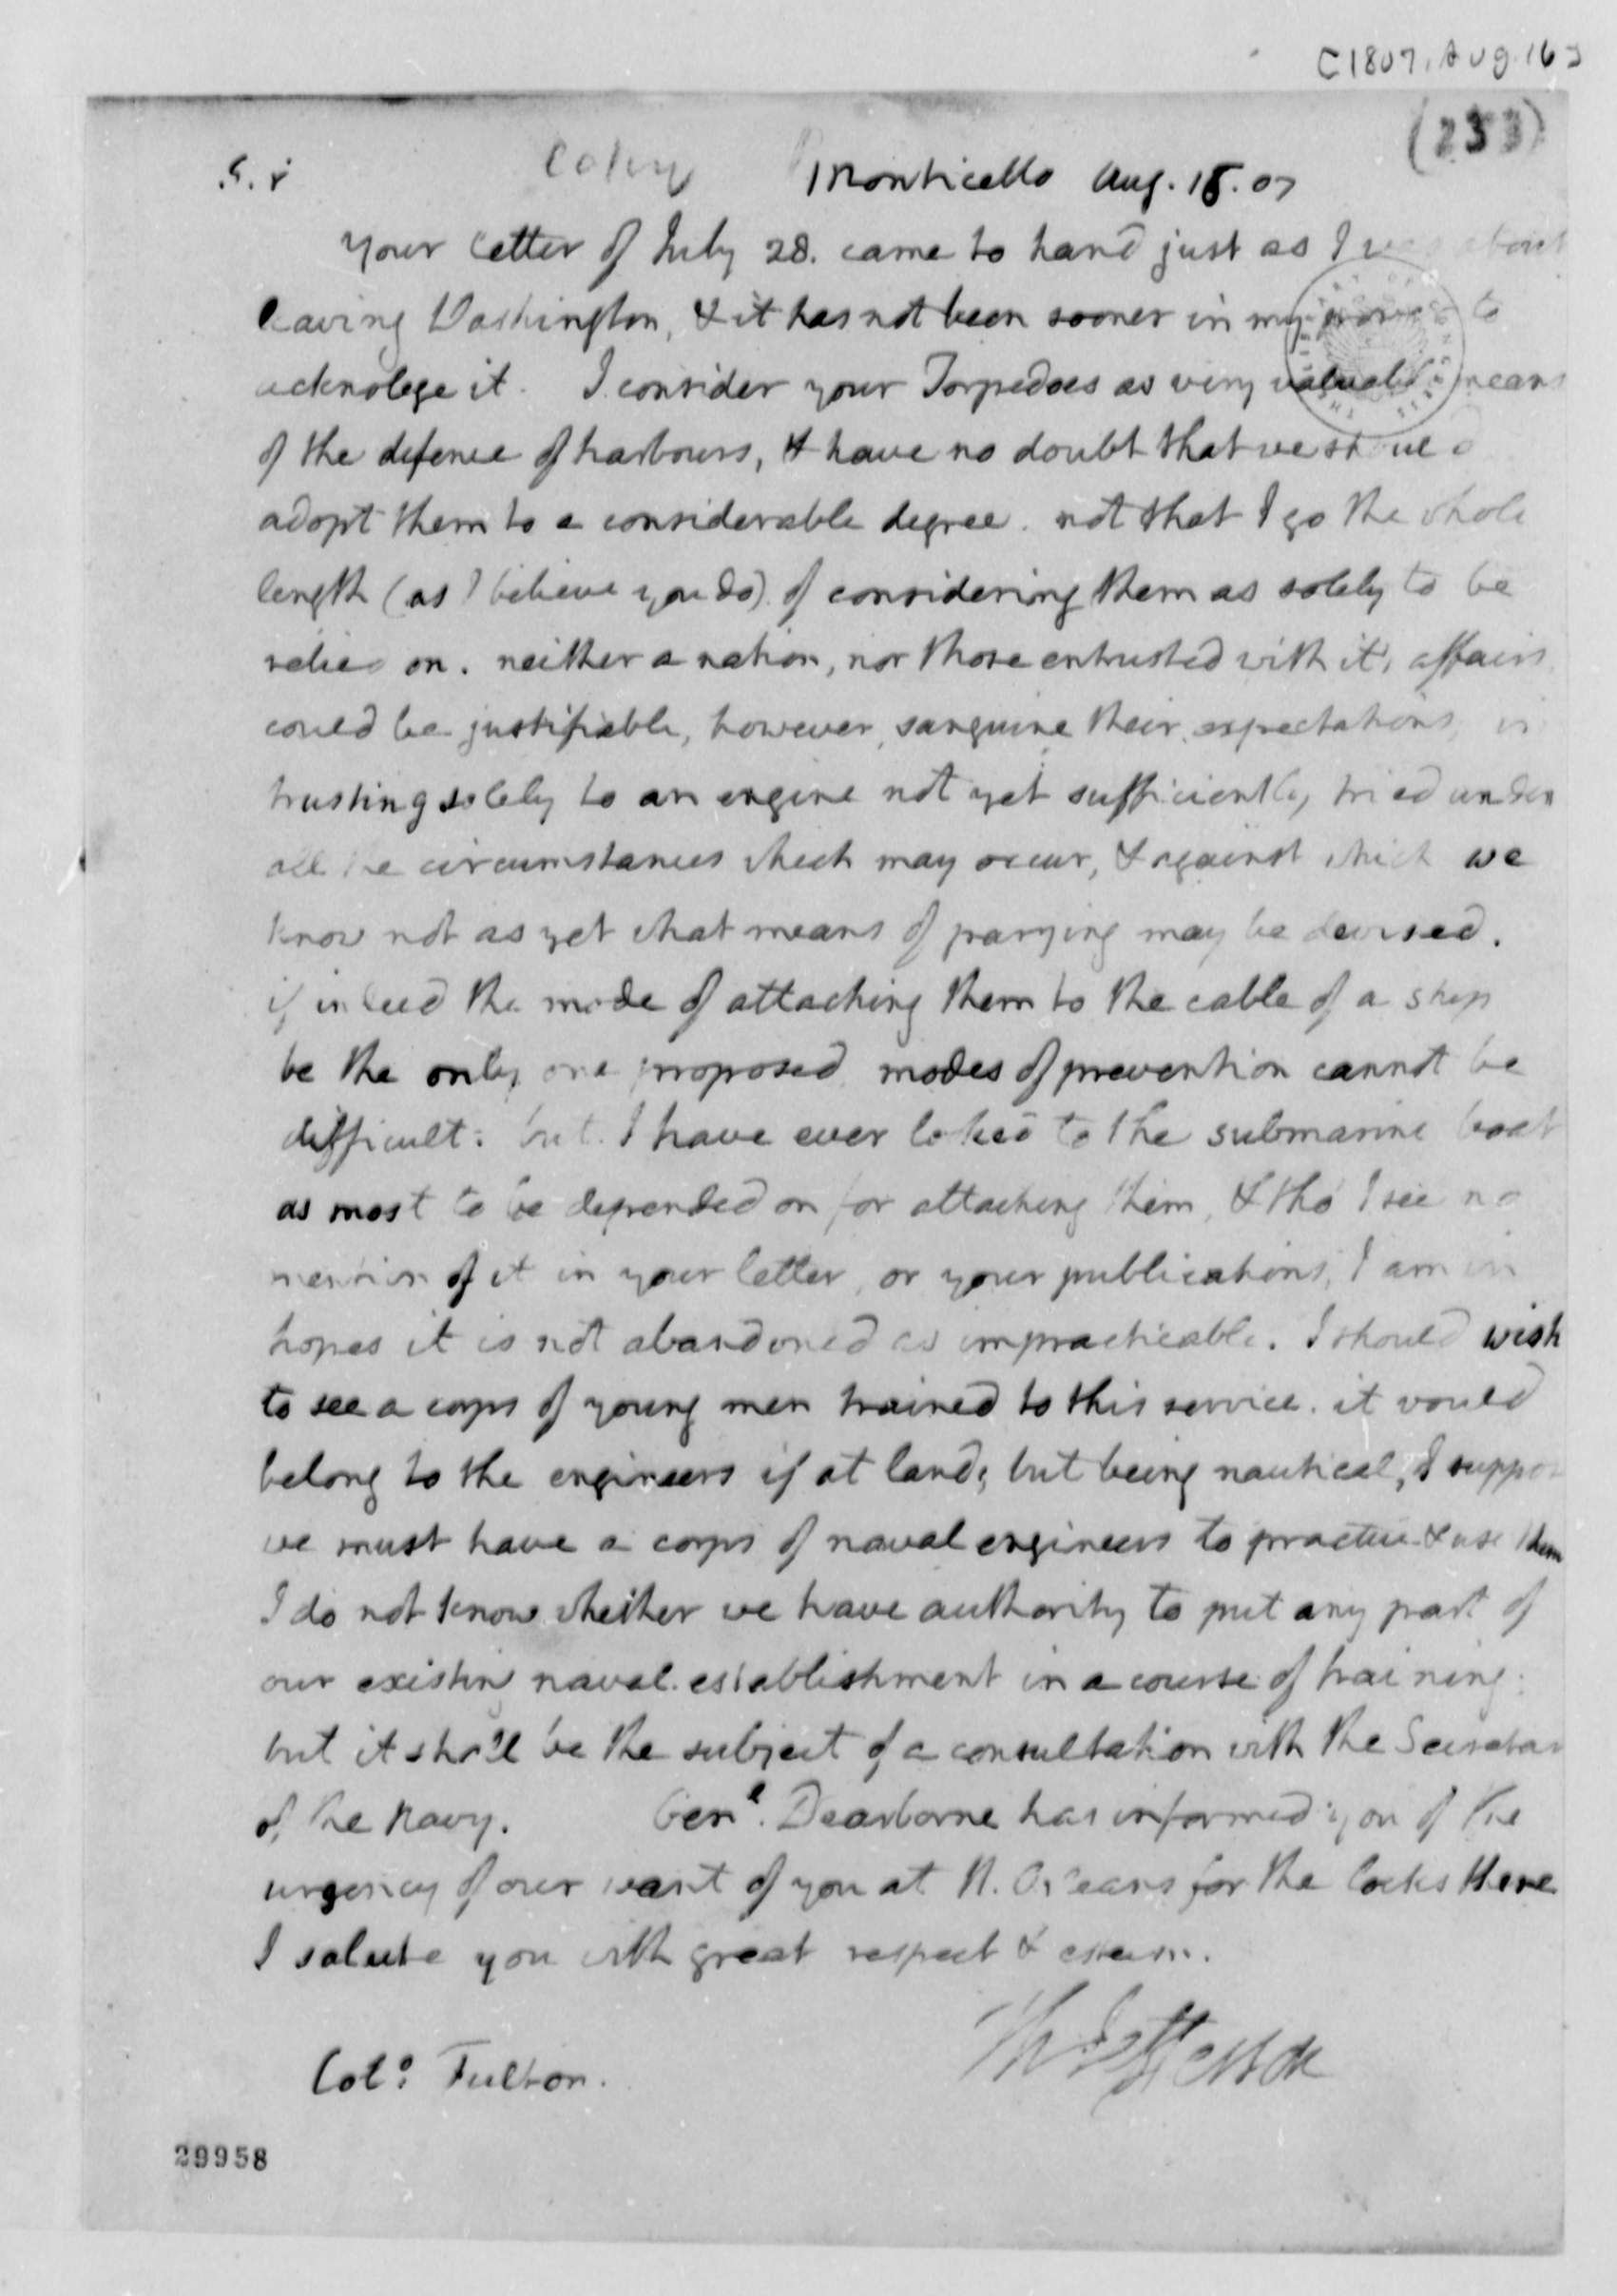 [1807, Aug. 16]
(233)
Copy
Sir Monticello Aug. 16. 07
Your letter of July 28. came to hand just as I was about
leaving Washington, & it has not been sooner in my power to
acknolege it. I consider your Torpedoes as very valuable means
of the defence of harbours, & have no doubt that we should
adopt them to a considerable degree. not that I go the whole
length (as I believe you do) of considering them as solely to be
relied on. neither a nation, nor those entrusted with it's affairs
could be justifiable, however sanguine their expectations, in
trusting solely to an engine not yet sufficiently tried under
all the circumstances which may occur, & against which we
know not as yet what means of parrying may be devised.
if indeed the mode of attaching them to the cable of a ship
be the only one proposed, modes of prevention cannot be
difficult. but I have ever looked to the submarine boat
as most to be depended on for attaching them, & tho' I see no
mention of it in your letter, or your publications, I am in
hopes it is not abandoned as impracticable. I should wish
to see a corps of young men trained to this service. it would
belong to the engineers if at land, but being nautical, I suppose
we must have a corps of naval engineers to practice & use them
I do not know whether we have authority to put any part of
our existing naval establishment in a course of training.
but it shall be the subject of a consultation with the Secretary
of the Navy. Genl. Dearborne has informed you of the
urgency of our want of you at N. Orleans for the locks there
I salute you with great respect & esteem.
Th Jefferson
Colo. Fulton.
29958